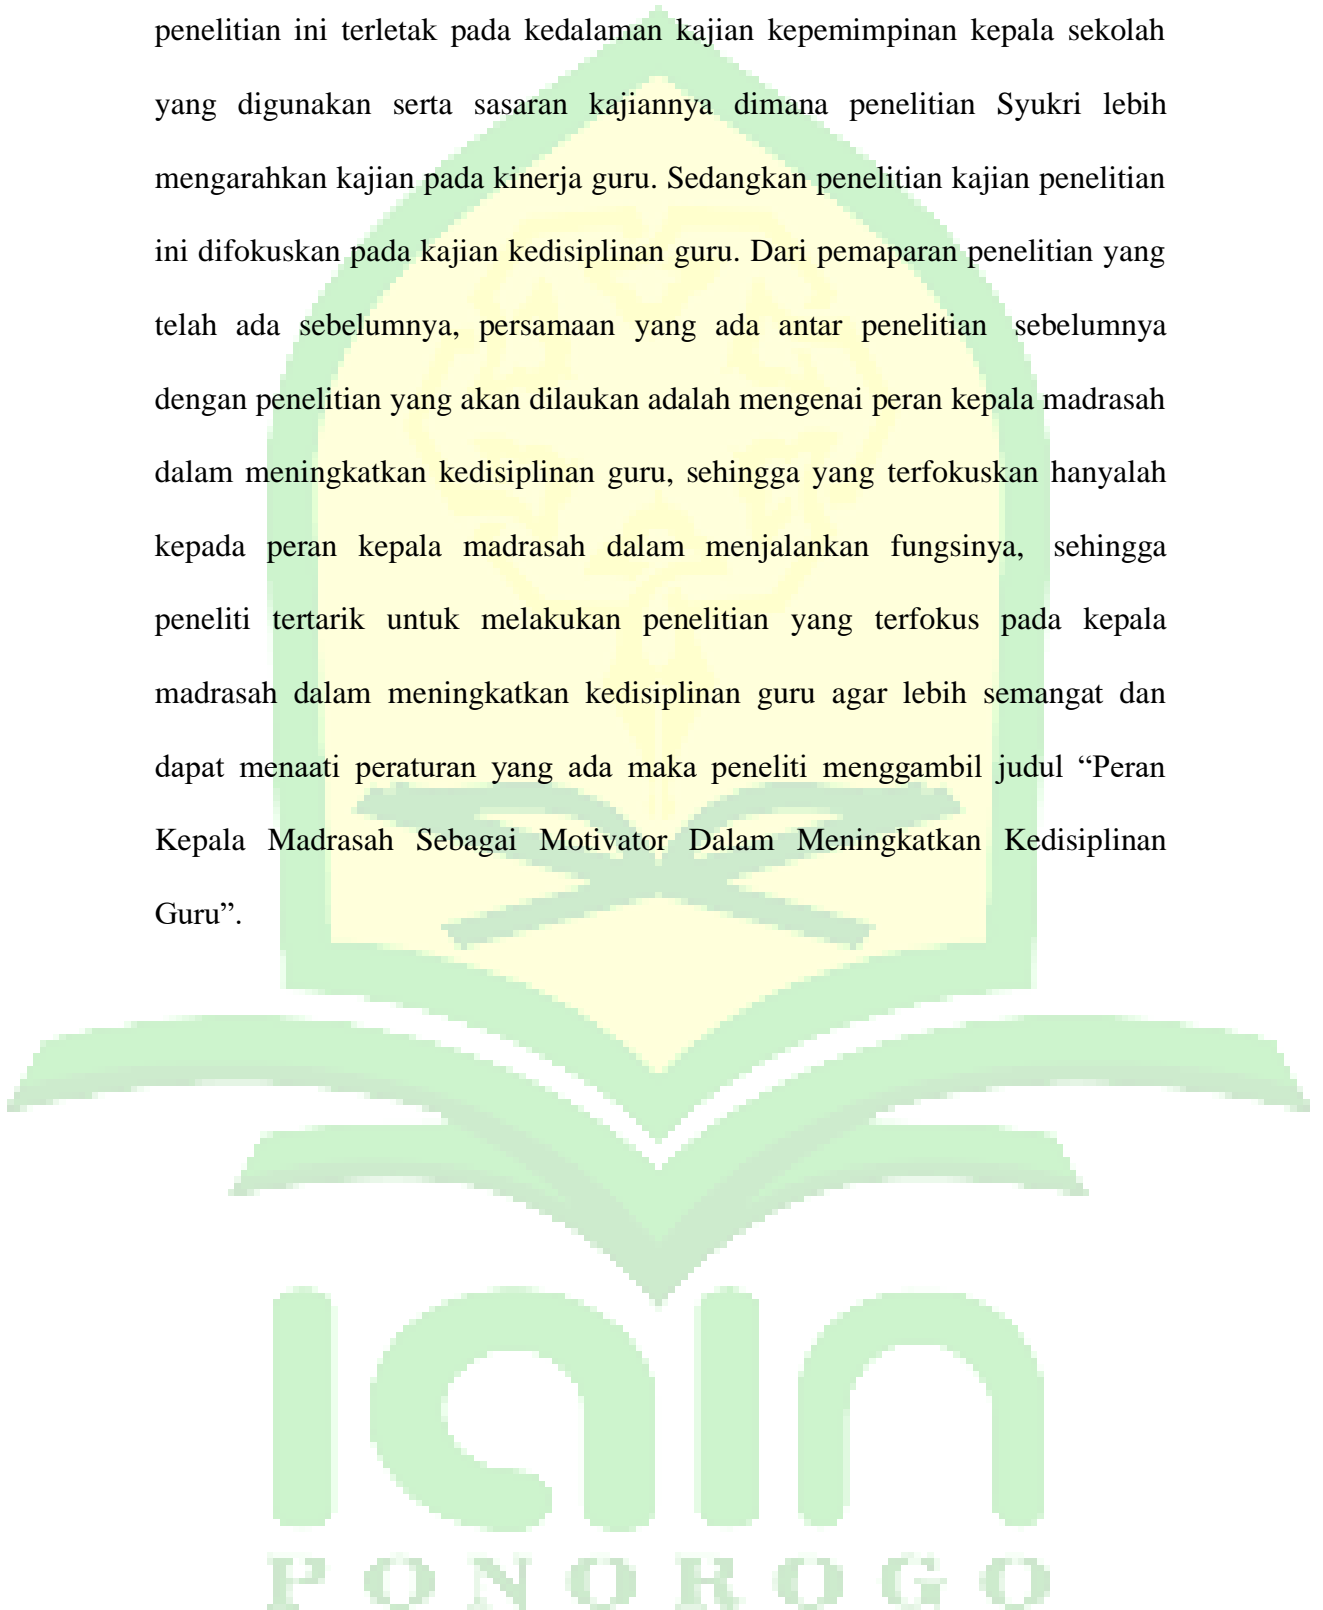 penelitian ini terletak pada kedalaman kajian kepemimpinan kepala sekolah
yang digunakan serta sasaran kajiannya dimana penelitian Syukri lebih
mengarahkan kajian pada kinerja guru. Sedangkan penelitian kajian penelitian
ini difokuskan pada kajian kedisiplinan guru. Dari pemaparan penelitian yang
telah ada sebelumnya, persamaan yang ada antar penelitian sebelumnya
dengan penelitian yang akan dilaukan adalah mengenai peran kepala madrasah
dalam meningkatkan kedisiplinan guru, sehingga yang terfokuskan hanyalah
kepada peran kepala madrasah dalam menjalankan fungsinya, sehingga
peneliti tertarik untuk melakukan penelitian yang terfokus pada kepala
madrasah dalam meningkatkan kedisiplinan guru agar lebih semangat dan
dapat menaati peraturan yang ada maka peneliti menggambil judul “Peran
Kepala Madrasah Sebagai Motivator Dalam Meningkatkan Kedisiplinan
Guru”.
IAIN
PONOROGO